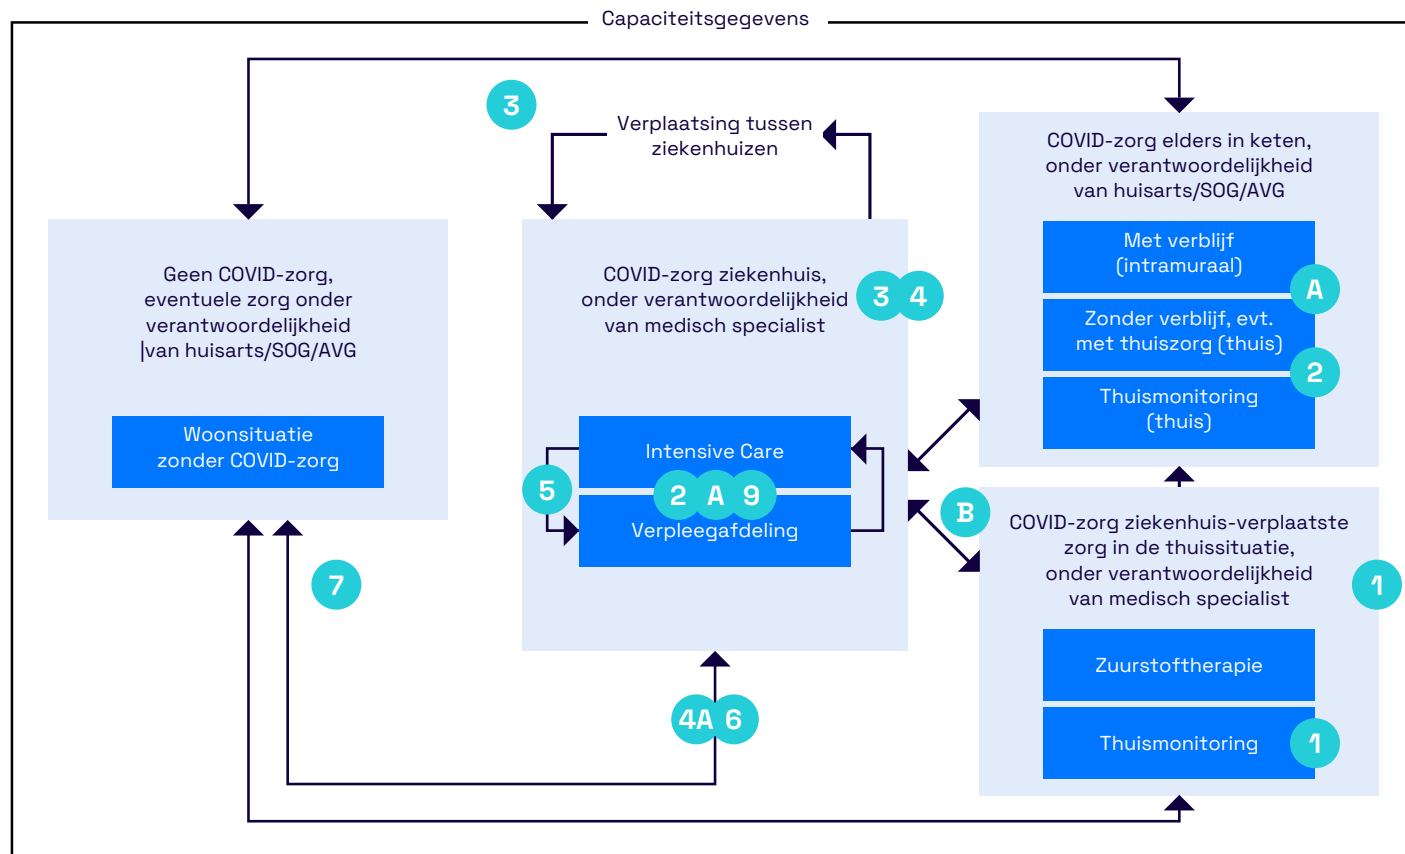 Capaciteitsgegevens
3
Verplaatsing tussen
ziekenhuizen
Geen COVID-zorg,
eventuele zorg onder
verantwoordelijkheid
|van huisarts/SOG/AVG
Woonsituatie
zonder COVID-zorg
7
COVID-zorg ziekenhuis,
onder verantwoordelijkheid
van medisch specialist
3 4
Intensive Care
5
2 A 9
Verpleegafdeling
4A 6
COVID-zorg elders in keten,
onder verantwoordelijkheid
van huisarts/SOG/AVG
Met verblijf
(intramuraal)
A
Zonder verblijf, evt.
met thuiszorg (thuis)
2
Thuismonitoring
(thuis)
B
COVID-zorg ziekenhuis-verplaatste
zorg in de thuissituatie,
onder verantwoordelijkheid
van medisch specialist
1
Zuurstoftherapie
Thuismonitoring
1